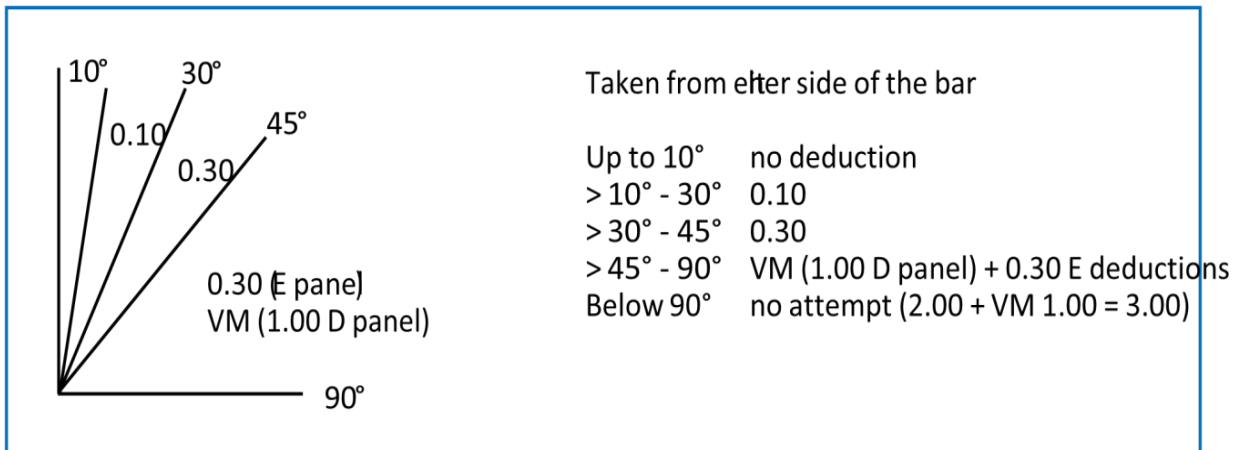 10°
30°
45°
0.10
0.30
0.30 (E panel)
VM (1.00 D panel)
90°
Taken from eiter side of the bar
Up to 10° no deduction
> 10° - 30° 0.10
> 30° - 45° 0.30
> 45° - 90° VM (1.00 D panel) + 0.30 E deductions
Below 90° no attempt (2.00 + VM 1.00 = 3.00)